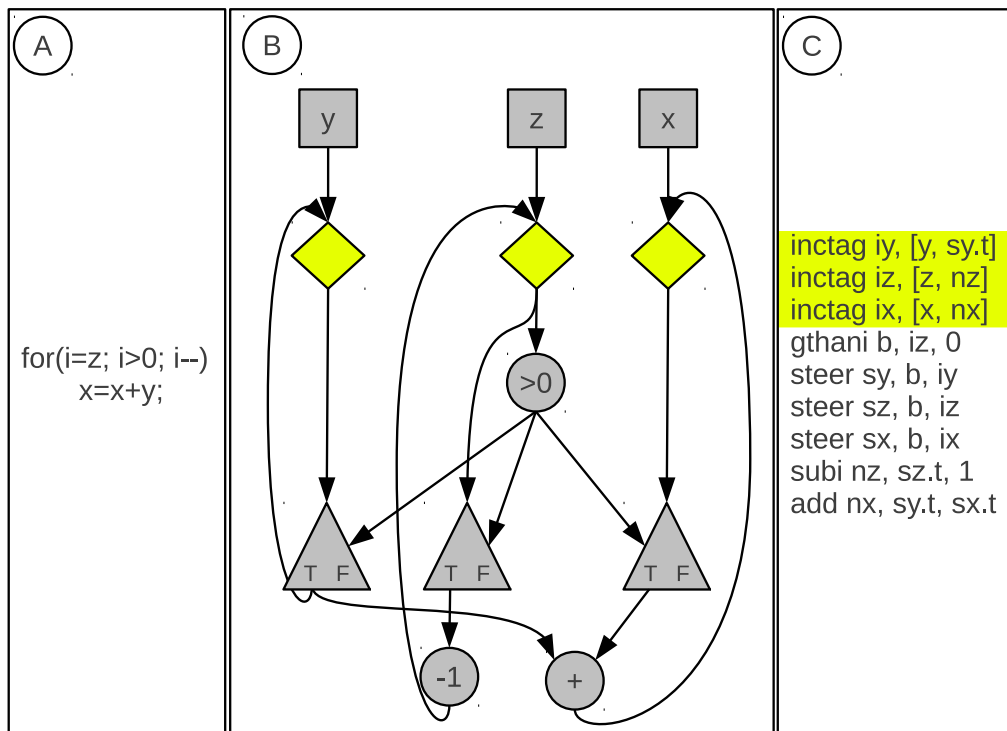 A
for(i=z; i>0; i--)
x=x+y;
B
y
z
x
>0
T F
T F
T F
-1
+
C
inctag iy, [y, sy.t]
inctag iz, [z, nz]
inctag ix, [x, nx]
gthani b, iz, 0
steer sy, b, iy
steer sz, b, iz
steer sx, b, ix
subi nz, sz.t, 1
add nx, sy.t, sx.t